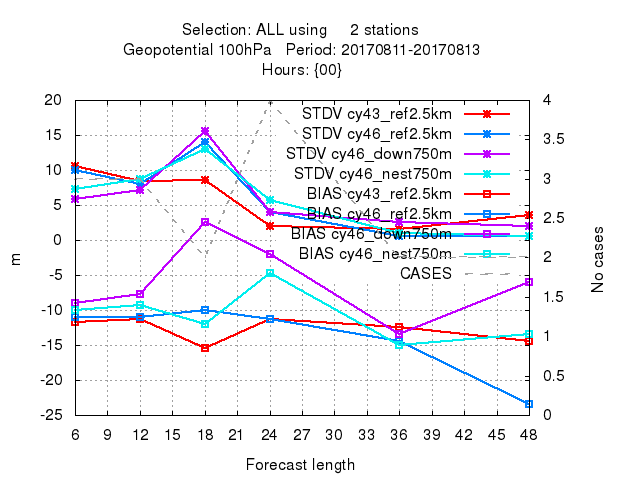 Selection: ALL using 2 stations
Geopotential 100hPa Period: 20170811-20170813
Hours: {00}
20
15
10
5
0
-5
-10
-15
-20
-25
m
4
3.5
3
2.5
2
1.5
1
0.5
0
No cases
STDV cy43_ref2.5km
STDV cy46_ref2.5km
STDV cy46_down750m
STDV cy46_nest750m
BIAS cy43_ref2.5km
BIAS cy46_ref2.5km
BIAS cy46_down750m
BIAS cy46_nest750m
CASES
6 9 12 15 18 21 24 27 30 33 36 39 42 45 48
Forecast length